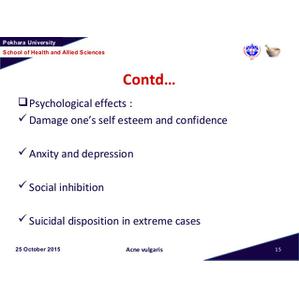 Pokhara University
School of Health and Allied Sciences
Contd…
Psychological effects :
Damage one's self esteem and confidence
Anxity and depression
Social inhibition
Suicidal disposition in extreme cases
25 October 2015 Acne vulgaris 15